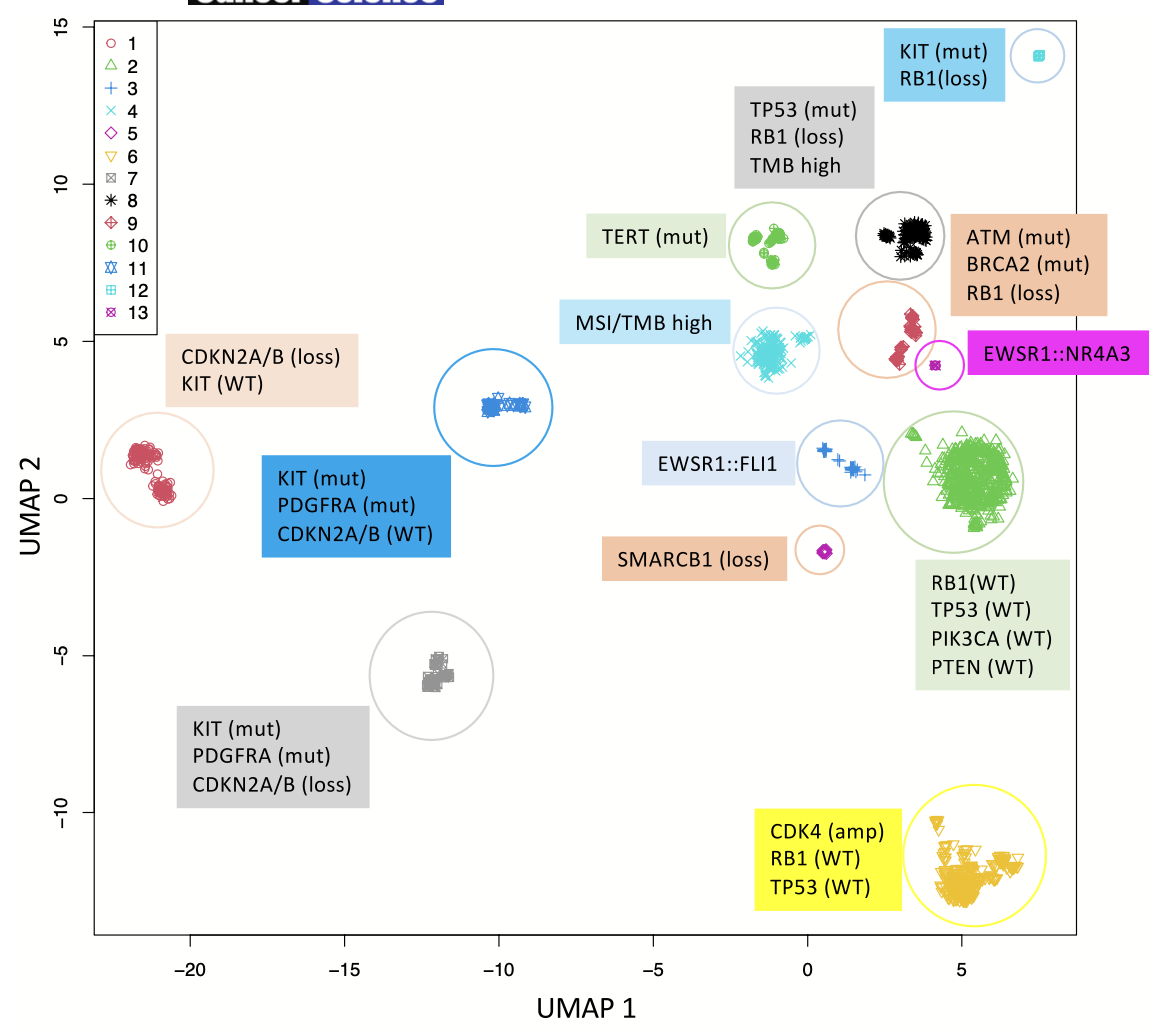 15
10
5
0
−5
−10
UMAP 2
1
2
3
4
5
6
7
8
9
10
11
12
13
KIT (mut)
RB1(loss)
TP53 (mut)
RB1 (loss)
TMB high
TERT (mut)
ATM (mut)
BRCA2 (mut)
RB1 (loss)
MSI/TMB high
EWSR1::NR4A3
CDKN2A/B (loss)
KIT (WT)
KIT (mut)
PDGFRA (mut)
CDKN2A/B (WT)
EWSR1::FLI1
SMARCB1 (loss)
RB1(WT)
TP53 (WT)
PIK3CA (WT)
PTEN (WT)
KIT (mut)
PDGFRA (mut)
CDKN2A/B (loss)
CDK4 (amp)
RB1 (WT)
TP53 (WT)
−20
−15
−10
−5
0
5
UMAP 1